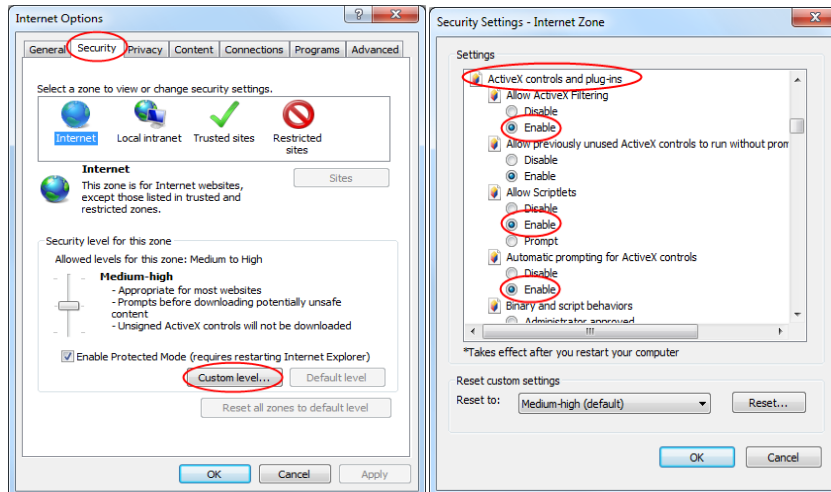 Internet Options
General Security Privacy Content Connections Programs Advanced
Select a zone to view or change security settings.
Internet Local intranet Trusted sites Restricted
sites
Internet
Sites
This zone is for Internet websites,
except those listed in trusted and
restricted zones.
Security level for this zone
Allowed levels for this zone: Medium to High
Medium-high
- Appropriate for most websites
- Prompts before downloading potentially unsafe
content
- Unsigned ActiveX controls will not be downloaded
Enable Protected Mode (requires restarting Internet Explorer)
Custom level... Default level
Reset all zones to default level
OK Cancel Apply
Security Settings - Internet Zone
Settings
ActiveX controls and plug-ins
Allow ActiveX Filtering
Disable
Enable
Allow previously unused ActiveX controls to run without prom
Disable
Enable
Allow Scriptlets
Disable
Enable
Prompt
Automatic prompting for ActiveX controls
Disable
Enable
Binary and script behaviors
Administrator approved
*Takes effect after you restart your computer
Reset custom settings
Reset to: Medium-high (default) Reset...
OK Cancel